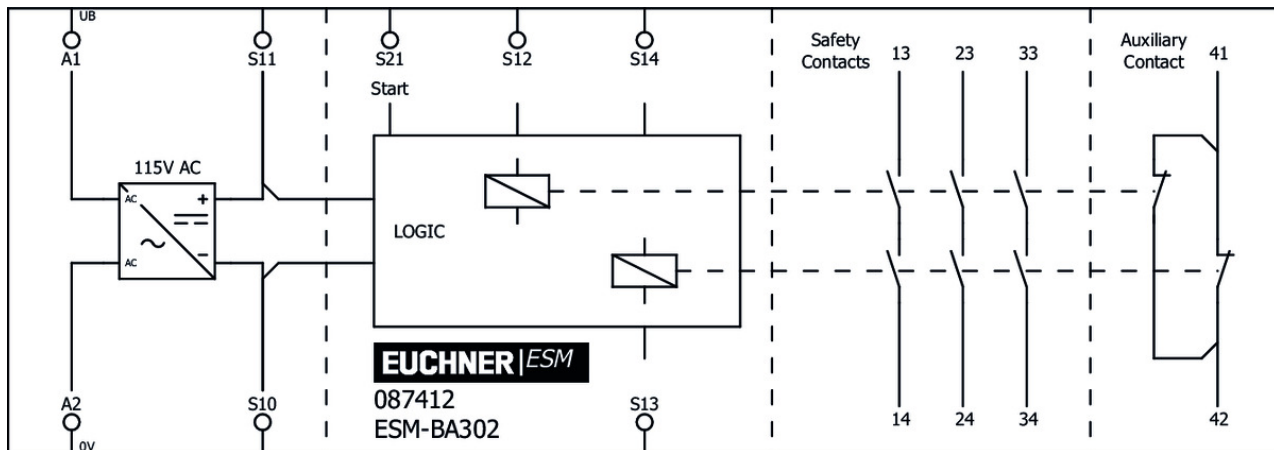 UB
A1
S11
S21
S12
S14
Start
Safety
Contacts
13
23
33
Auxiliary
Contact
41
115V AC
AC
+
AC
-
LOGIC
EUCHNER|ESM
087412
ESM-BA302
A2
0V
S10
S13
14
24
34
42